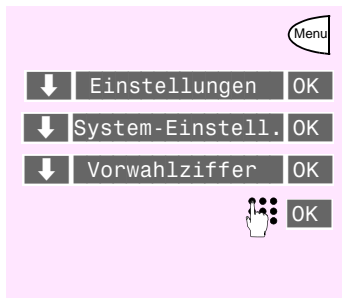 Menu
Einstellungen OK
System-Einstell. OK
Vorwahlziffer OK
OK